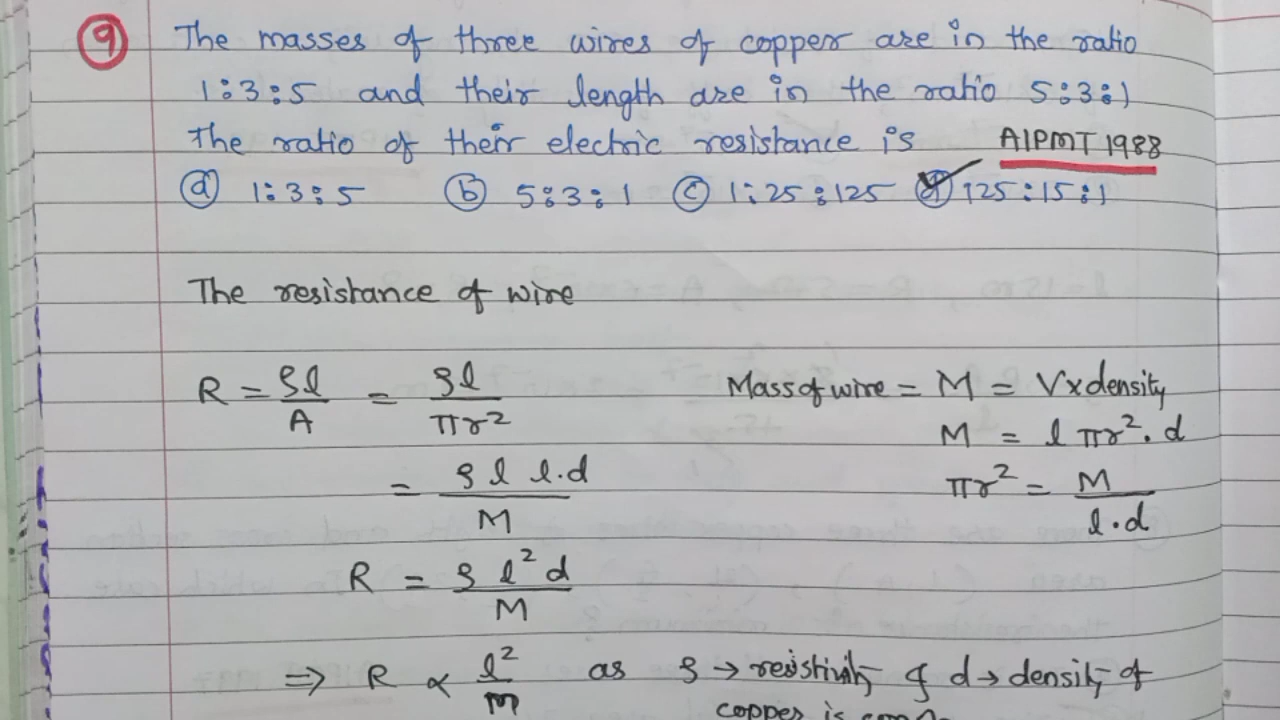 9 The masses of three wires of copper are in the ratio
1:3:5 and their length are in the ratio 5:3:1
The ratio of their electric resistance is AIPMT 1988
(a) 1:3:5 (b) 5:3:1 (c) 1:25:125 (d) 125:15:1
The resistance of wire
R = ρl/A = ρl/πr² Mass of wire = M = V×density
M = l πr². d
= ρ l l.d/M πr² = M/l.d
R = ρ l² d/M
⇒ R ∝ l²/m as ρ → resistivity & d → density of
copper is